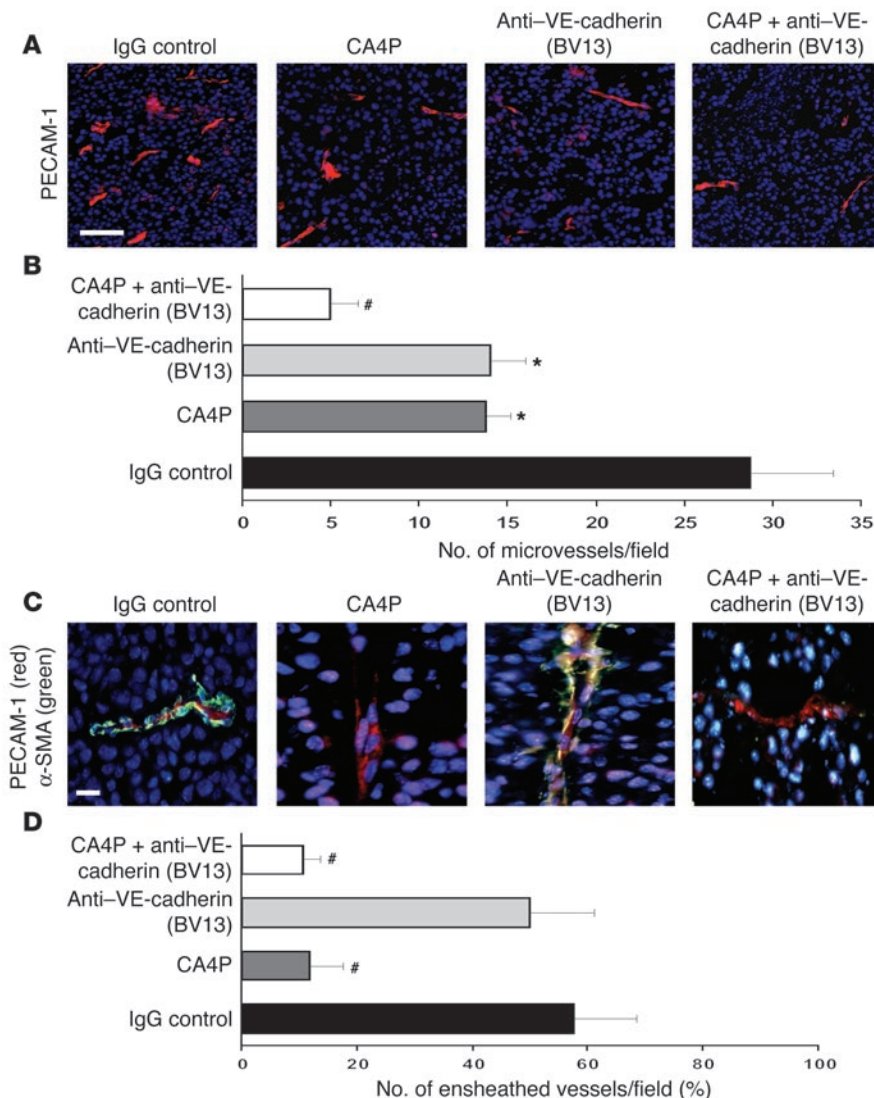 A
IgG control
CA4P
Anti–VE-cadherin
(BV13)
CA4P + anti–VE-
cadherin (BV13)
PECAM-1
B
CA4P + anti–VE-
cadherin (BV13)
#
Anti–VE-cadherin
(BV13)
*
CA4P
*
IgG control
0 5 10 15 20 25 30 35
No. of microvessels/field
C
IgG control
CA4P
Anti–VE-cadherin
(BV13)
CA4P + anti–VE-
cadherin (BV13)
PECAM-1 (red)
α-SMA (green)
D
CA4P + anti–VE-
cadherin (BV13)
#
Anti–VE-cadherin
(BV13)
CA4P
#
IgG control
0 20 40 60 80 100
No. of ensheathed vessels/field (%)